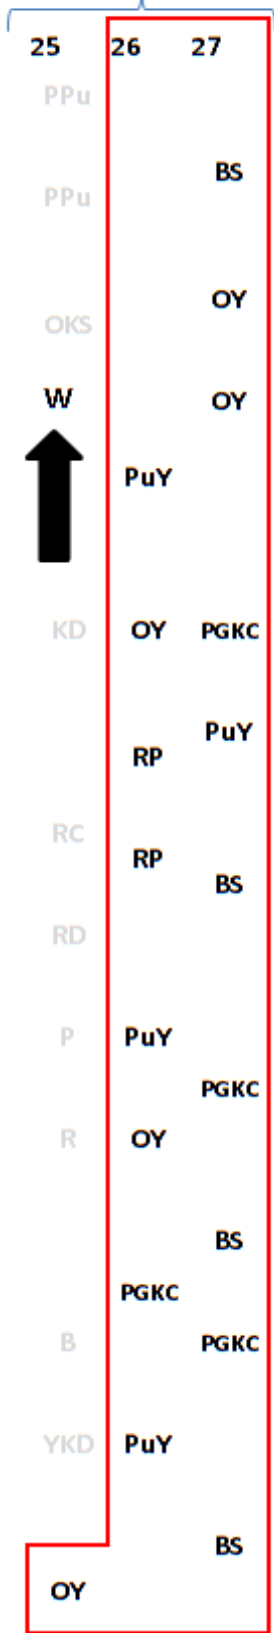 25 26 27
PPu
BS
PPu
OY
OKS
W OY
PuY
KD OY PGKC
PuY
RP
RC
RP
BS
RD
P PuY
PGKC
R OY
BS
PGKC
B PGKC
YKD PuY
BS
OY